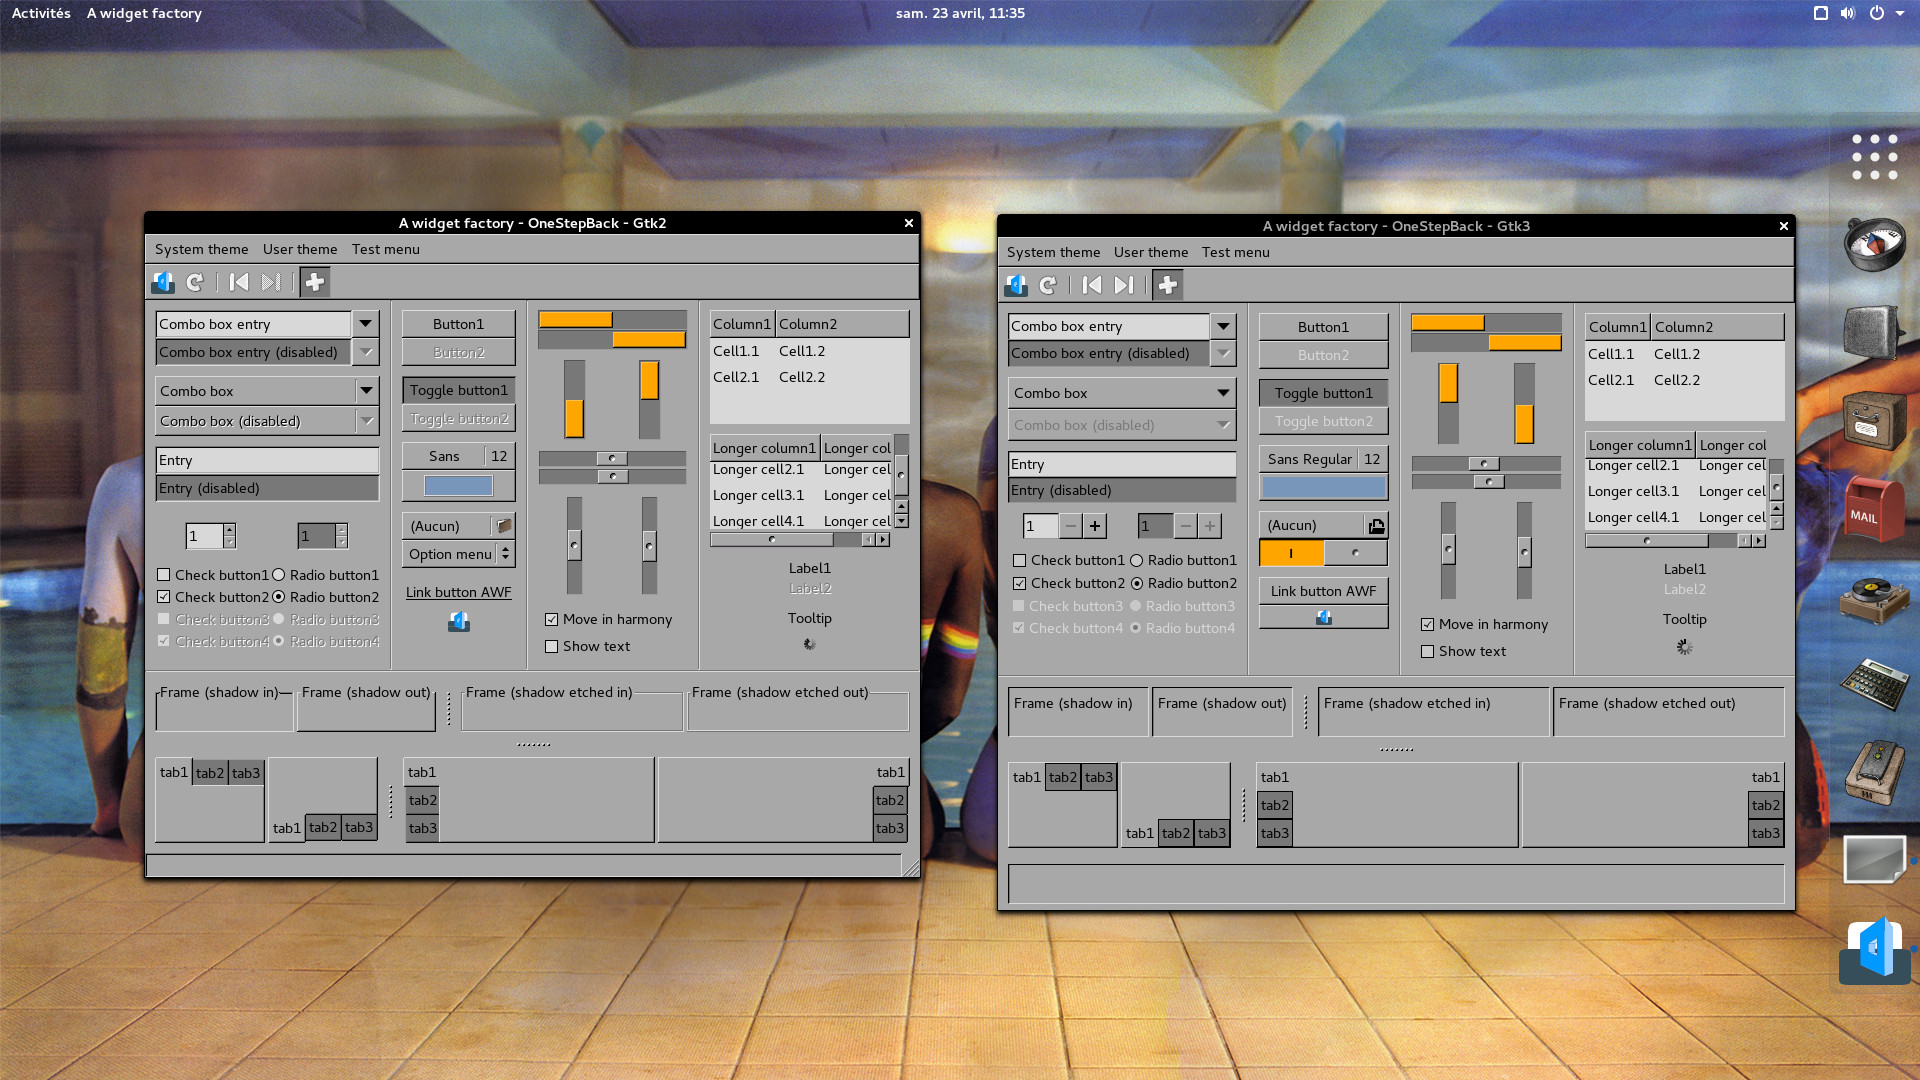 Activités A widget factory sam. 23 avril, 11:35
A widget factory - OneStepBack - Gtk2
System theme User theme Test menu
Combo box entry
Combo box entry (disabled)
Combo box
Combo box (disabled)
Entry
Entry (disabled)
1 1
Check button1 Radio button1
Check button2 Radio button2
Check button3 Radio button3
Check button4 Radio button4
Button1
Button2
Toggle button1
Toggle button2
Sans 12
(Aucun)
Option menu
Link button AWF
Move in harmony
Show text
Column1 Column2
Cell1.1 Cell1.2
Cell2.1 Cell2.2
Longer column1 Longer col
Longer cell2.1 Longer cel
Longer cell3.1 Longer cel
Longer cell4.1 Longer cel
Label1
Label2
Tooltip
Frame (shadow in) Frame (shadow out) Frame (shadow etched in) Frame (shadow etched out)
tab1 tab2 tab3
tab1 tab2 tab3
tab1
tab2
tab3
tab1
tab2
tab3
A widget factory - OneStepBack - Gtk3
System theme User theme Test menu
Combo box entry
Combo box entry (disabled)
Combo box
Combo box (disabled)
Entry
Entry (disabled)
1 1
Check button1 Radio button1
Check button2 Radio button2
Check button3 Radio button3
Check button4 Radio button4
Button1
Button2
Toggle button1
Toggle button2
Sans Regular 12
(Aucun)
Link button AWF
Move in harmony
Show text
Column1 Column2
Cell1.1 Cell1.2
Cell2.1 Cell2.2
Longer column1 Longer col
Longer cell2.1 Longer cel
Longer cell3.1 Longer cel
Longer cell4.1 Longer cel
Label1
Label2
Tooltip
Frame (shadow in) Frame (shadow out) Frame (shadow etched in) Frame (shadow etched out)
tab1 tab2 tab3
tab1 tab2 tab3
tab1
tab2
tab3
tab1
tab2
tab3
MAIL